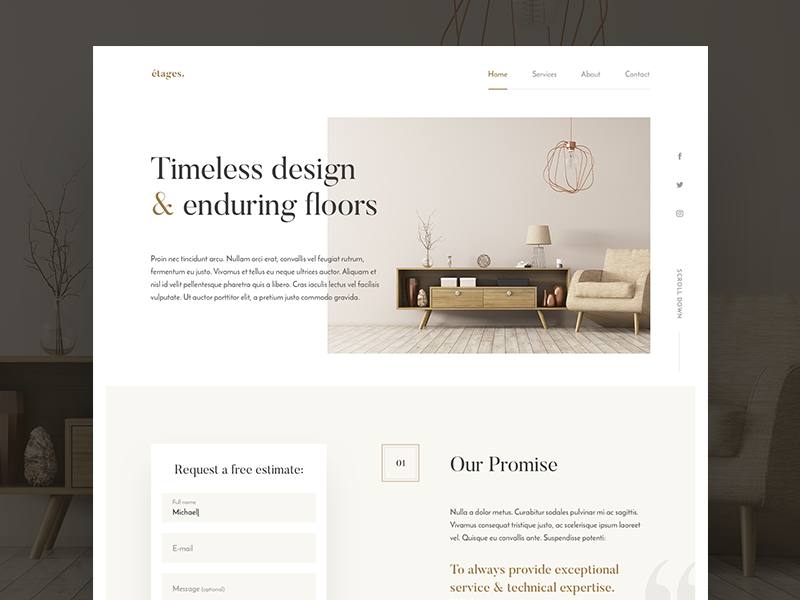 étages.
Home Services About Contact
Timeless design
& enduring floors
Proin nec tincidunt arcu. Nullam orci erat, convallis vel feugiat rutrum,
fermentum eu justo. Vivamus et tellus eu neque ultrices auctor. Aliquam et
nisl id velit pellentesque pharetra quis a libero. Cras iaculis lectus vel facilisis
vulputate. Ut auctor porttitor elit, a pretium justo commodo gravida.
SCROLL DOWN
Request a free estimate:
Full name
Michael
E-mail
Message (optional)
01
Our Promise
Nulla a dolor metus. Curabitur sodales pulvinar mi ac sagittis.
Vivamus consequat tristique justo, ac scelerisque ipsum laoreet
vel. Quisque eu convallis ante. Suspendisse potenti:
To always provide exceptional
service & technical expertise.